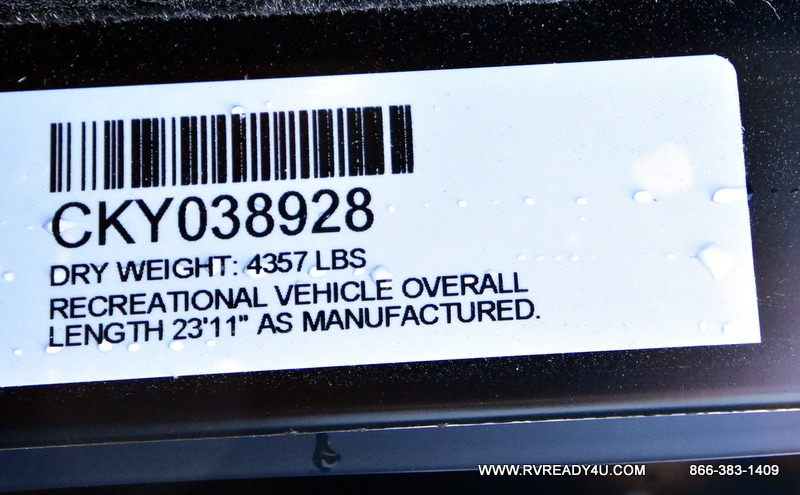 CKY038928
DRY WEIGHT: 4357 LBS
RECREATIONAL VEHICLE OVERALL
LENGTH 23'11" AS MANUFACTURED.
WWW.RVREADY4U.COM 866-383-1409